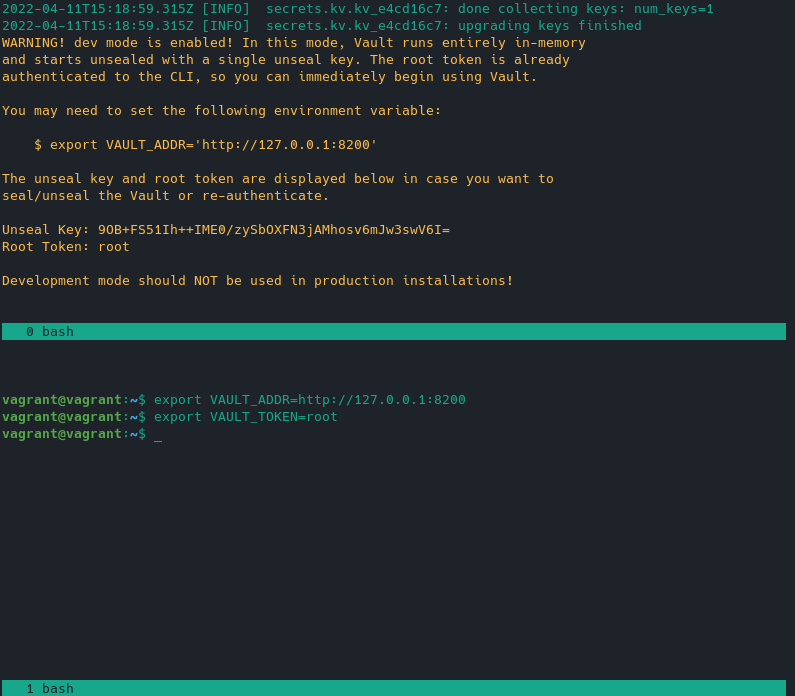 2022-04-11T15:18:59.315Z [INFO]  secrets.kv.kv_e4cd16c7: done collecting keys: num_keys=1
2022-04-11T15:18:59.315Z [INFO]  secrets.kv.kv_e4cd16c7: upgrading keys finished
WARNING! dev mode is enabled! In this mode, Vault runs entirely in-memory
and starts unsealed with a single unseal key. The root token is already
authenticated to the CLI, so you can immediately begin using Vault.
You may need to set the following environment variable:
$ export VAULT_ADDR='http://127.0.0.1:8200'
The unseal key and root token are displayed below in case you want to
seal/unseal the Vault or re-authenticate.
Unseal Key: 9OB+FS51Ih++IME0/zySbOXFN3jAMhosv6mJw3swV6I=
Root Token: root
Development mode should NOT be used in production installations!
0 bash
vagrant@vagrant:~$ export VAULT_ADDR=http://127.0.0.1:8200
vagrant@vagrant:~$ export VAULT_TOKEN=root
vagrant@vagrant:~$ _
1 bash